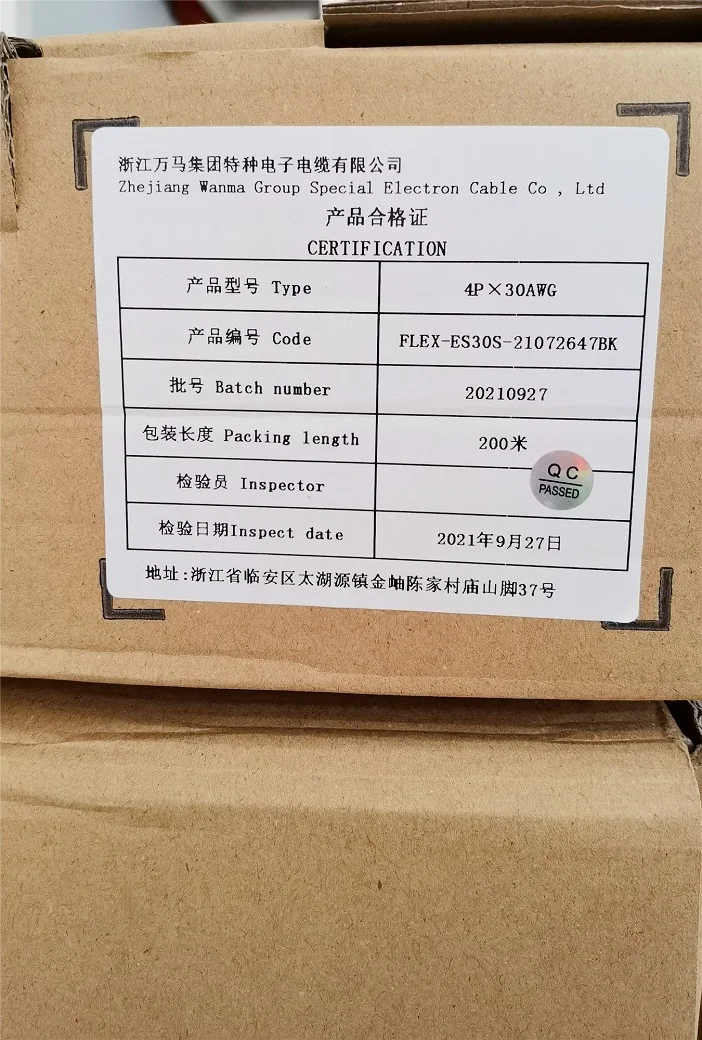 浙江万马集团特种电子电缆有限公司
Zhejiang Wanma Group Special Electron Cable Co , Ltd
产品合格证
CERTIFICATION
产品型号 Type 4P×30AWG
产品编号 Code FLEX-ES30S-21072647BK
批号 Batch number 20210927
包装长度 Packing length 200米
检验员 Inspector QC PASSED
检验日期Inspect date 2021年9月27日
地址:浙江省临安区太湖源镇金岫陈家村庙山脚37号